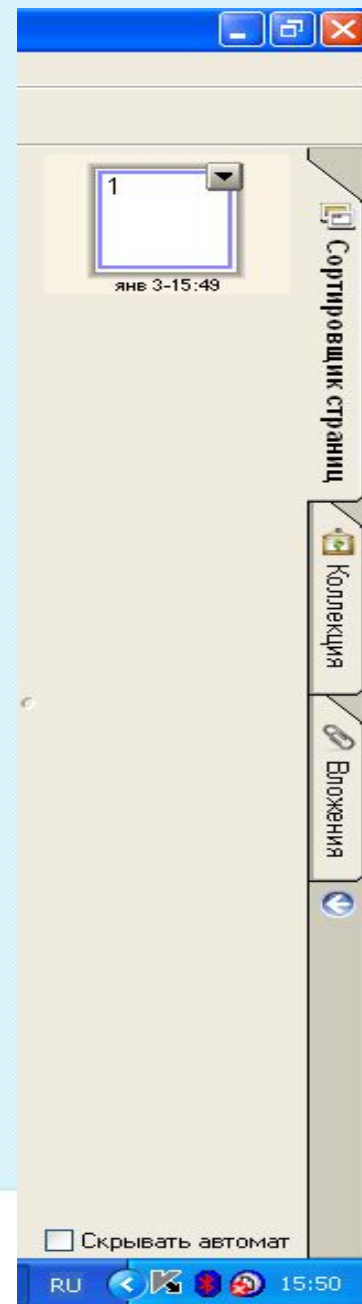 1
янв 3-15:49
Сортировщик страниц
Коллекция
Вложения
Скрывать автомат
RU 15:50